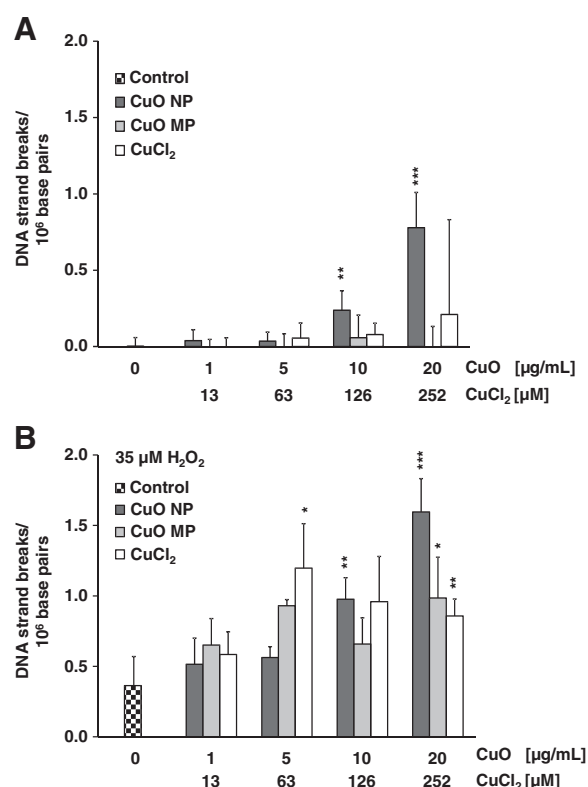 A
2.0
1.5
1.0
0.5
0.0
DNA strand breaks/
10⁶ base pairs
Control
CuO NP
CuO MP
CuCl₂
**
***
0 1 5 10 20 CuO [µg/mL]
13 63 126 252 CuCl₂ [µM]
B
35 µM H₂O₂
2.0
1.5
1.0
0.5
0.0
DNA strand breaks/
10⁶ base pairs
Control
CuO NP
CuO MP
CuCl₂
*
**
***
*
**
0 1 5 10 20 CuO [µg/mL]
13 63 126 252 CuCl₂ [µM]